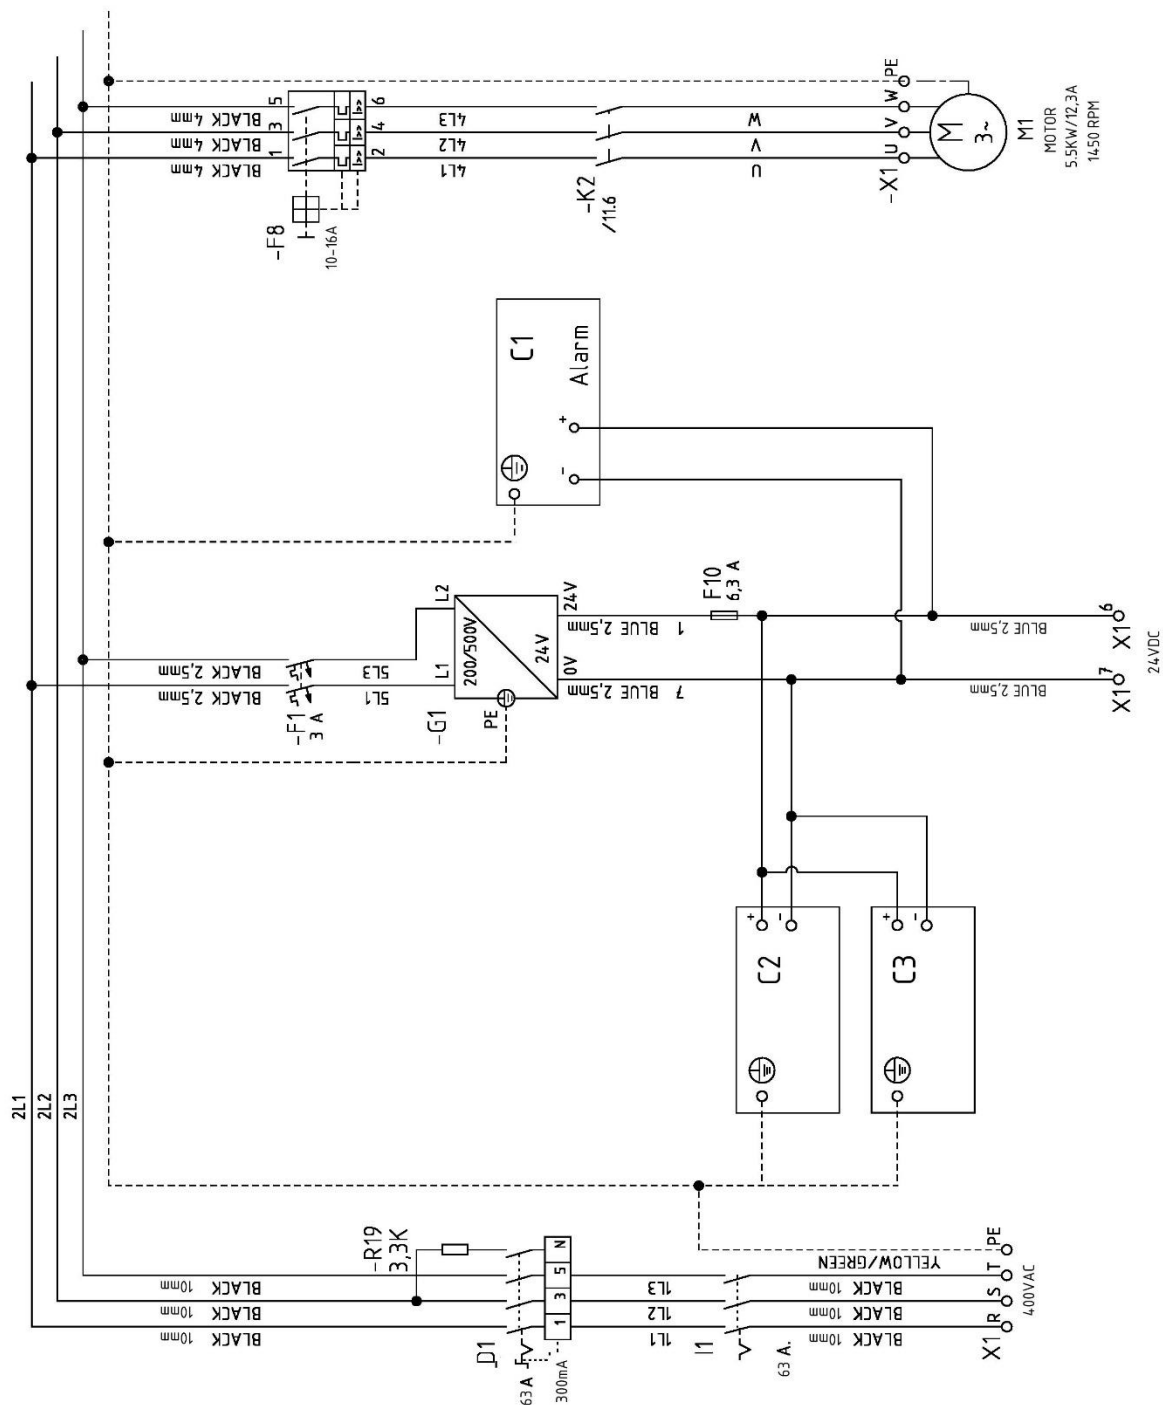 2L1
2L2
2L3
X1
R
S
T
PE
400VAC
BLACK 10mm
BLACK 10mm
BLACK 10mm
YELLOW/GREEN
I1
63 A.
1L1
1L2
1L3
D1
63 A
300mA
1
3
5
N
-R19
3,3K
BLACK 10mm
BLACK 10mm
BLACK 10mm
C2
+
-
C3
+
-
BLACK 2,5mm
BLACK 2,5mm
-F1
3 A
5L1
5L3
-G1
L1
L2
200/500V
24V
PE
0V
24V
BLUE 2,5mm
BLUE 2,5mm
7
1
F10
6,3 A
BLUE 2,5mm
BLUE 2,5mm
X1
7
X1
6
24VDC
C1
Alarm
-
+
BLACK 4mm
BLACK 4mm
BLACK 4mm
-F8
10-16A
1
3
5
2
4
6
4L1
4L2
4L3
-K2
/11.6
U
V
W
-X1
U
V
W
PE
M
3~
M1
MOTOR
5.5KW/12,3A
1450 RPM